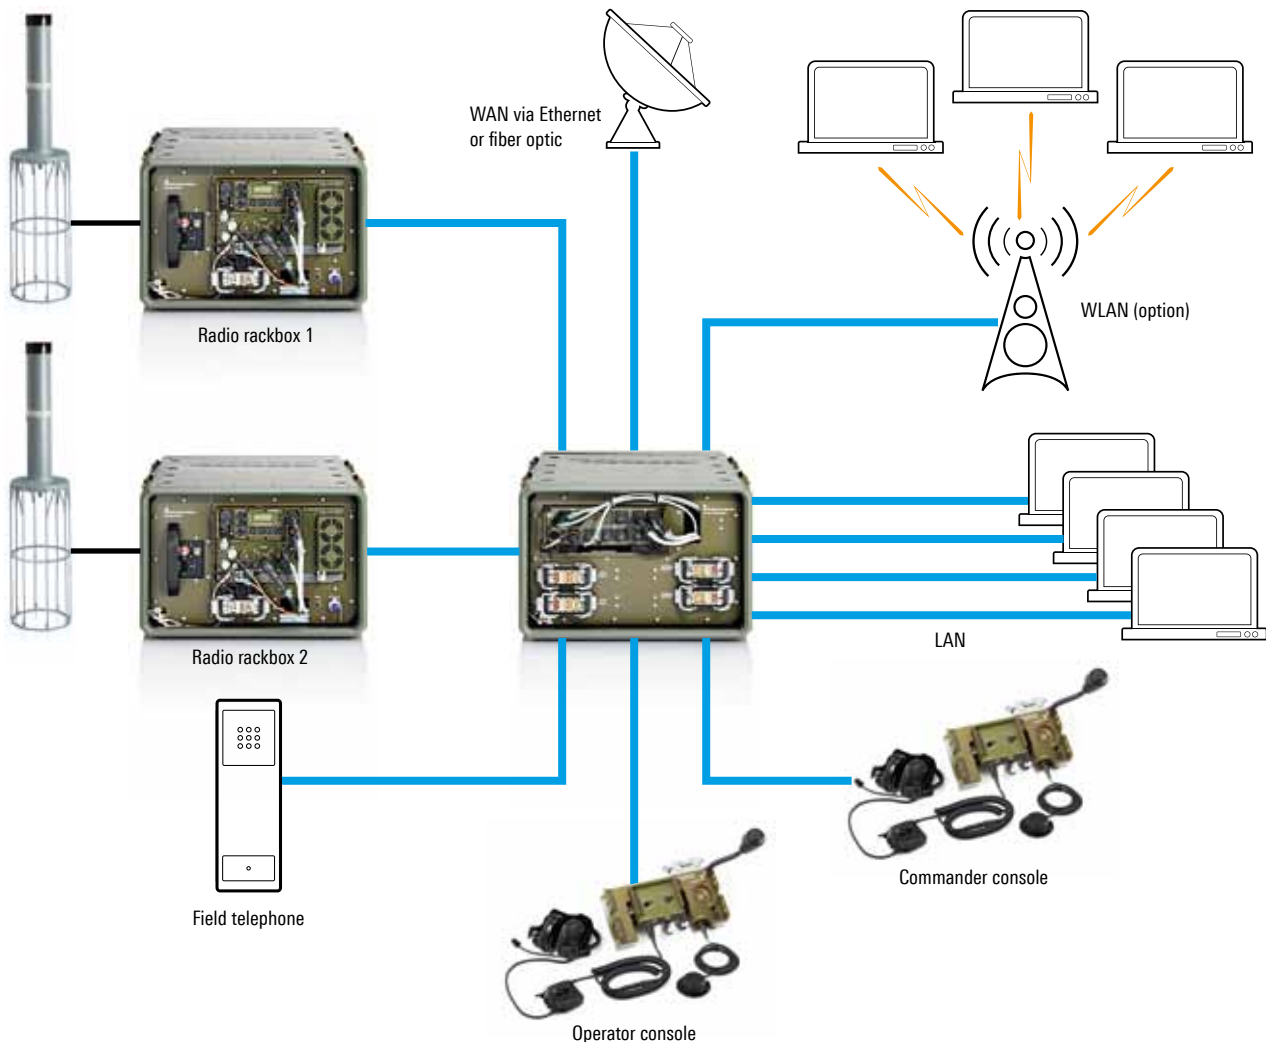 WAN via Ethernet
or fiber optic
Radio rackbox 1
WLAN (option)
Radio rackbox 2
LAN
Commander console
Field telephone
Operator console